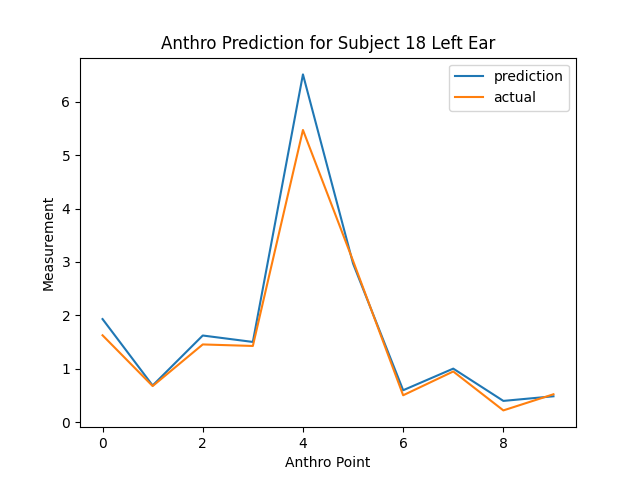 Anthro Prediction for Subject 18 Left Ear
prediction
actual
Measurement
6
5
4
3
2
1
0
0 2 4 6 8
Anthro Point